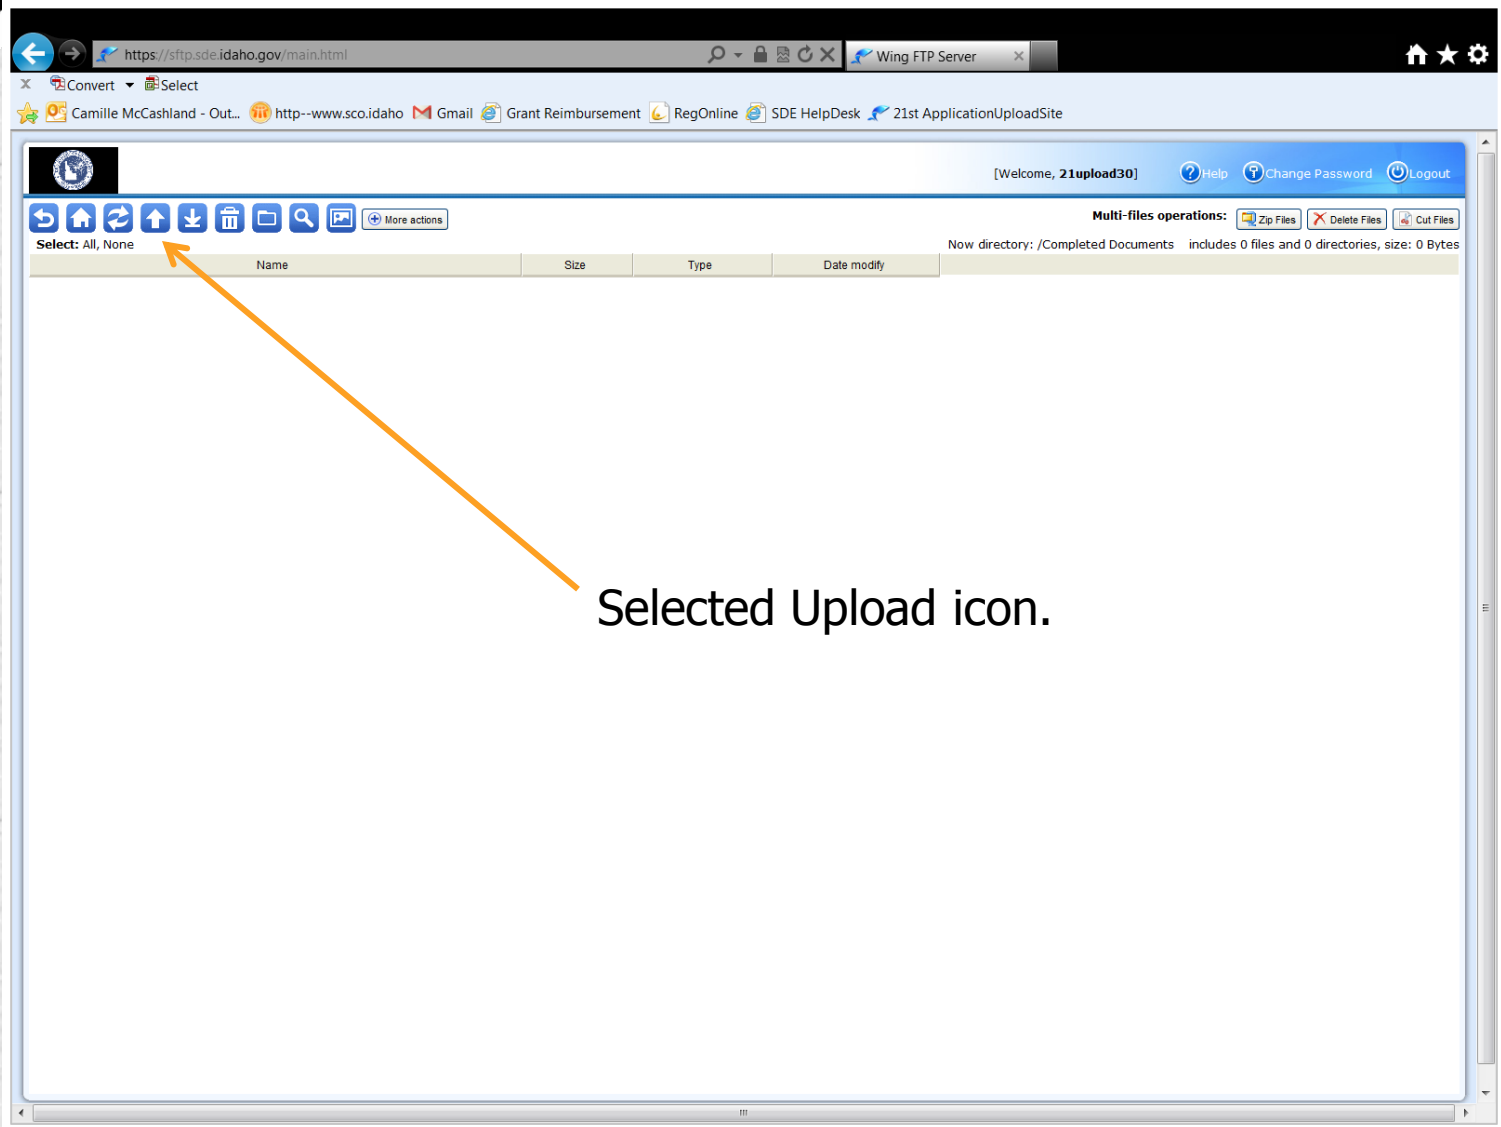 https://sftp.sde.idaho.gov/main.html
Wing FTP Server
x Convert Select
Camille McCashland - Out... http--www.sco.idaho Gmail Grant Reimbursement RegOnline SDE HelpDesk 21st ApplicationUploadSite
[Welcome, 21upload30] Help Change Password Logout
More actions
Multi-files operations: Zip Files Delete Files Cut Files
Select: All, None
Now directory: /Completed Documents includes 0 files and 0 directories, size: 0 Bytes
Name Size Type Date modify
Selected Upload icon.